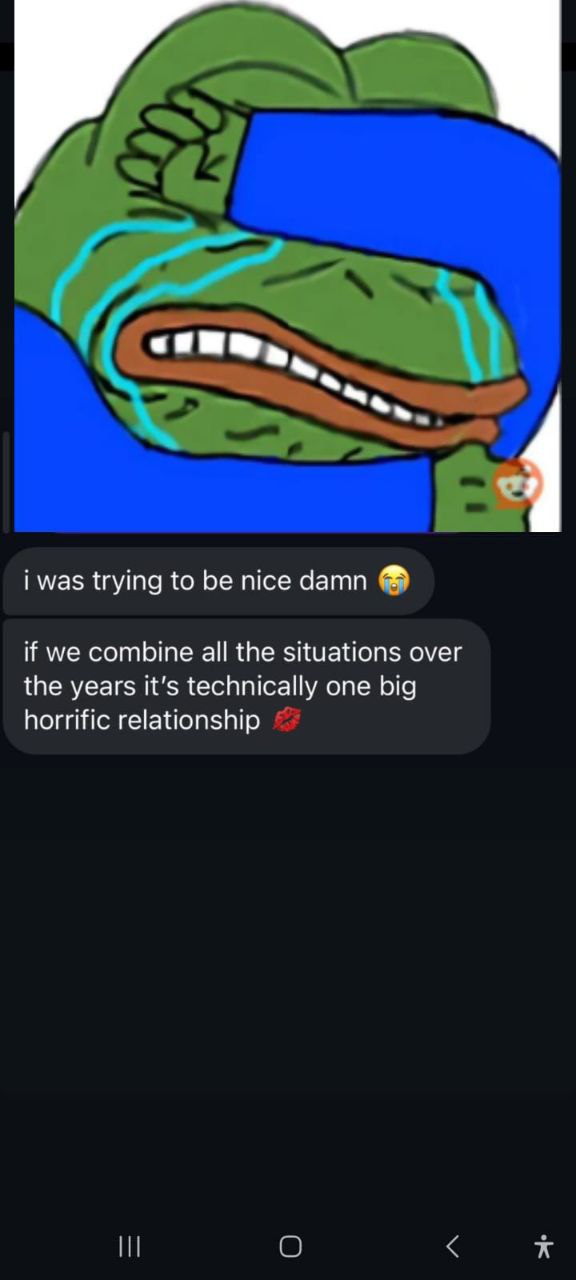 i was trying to be nice damn 😭
if we combine all the situations over
the years it’s technically one big
horrific relationship 💋